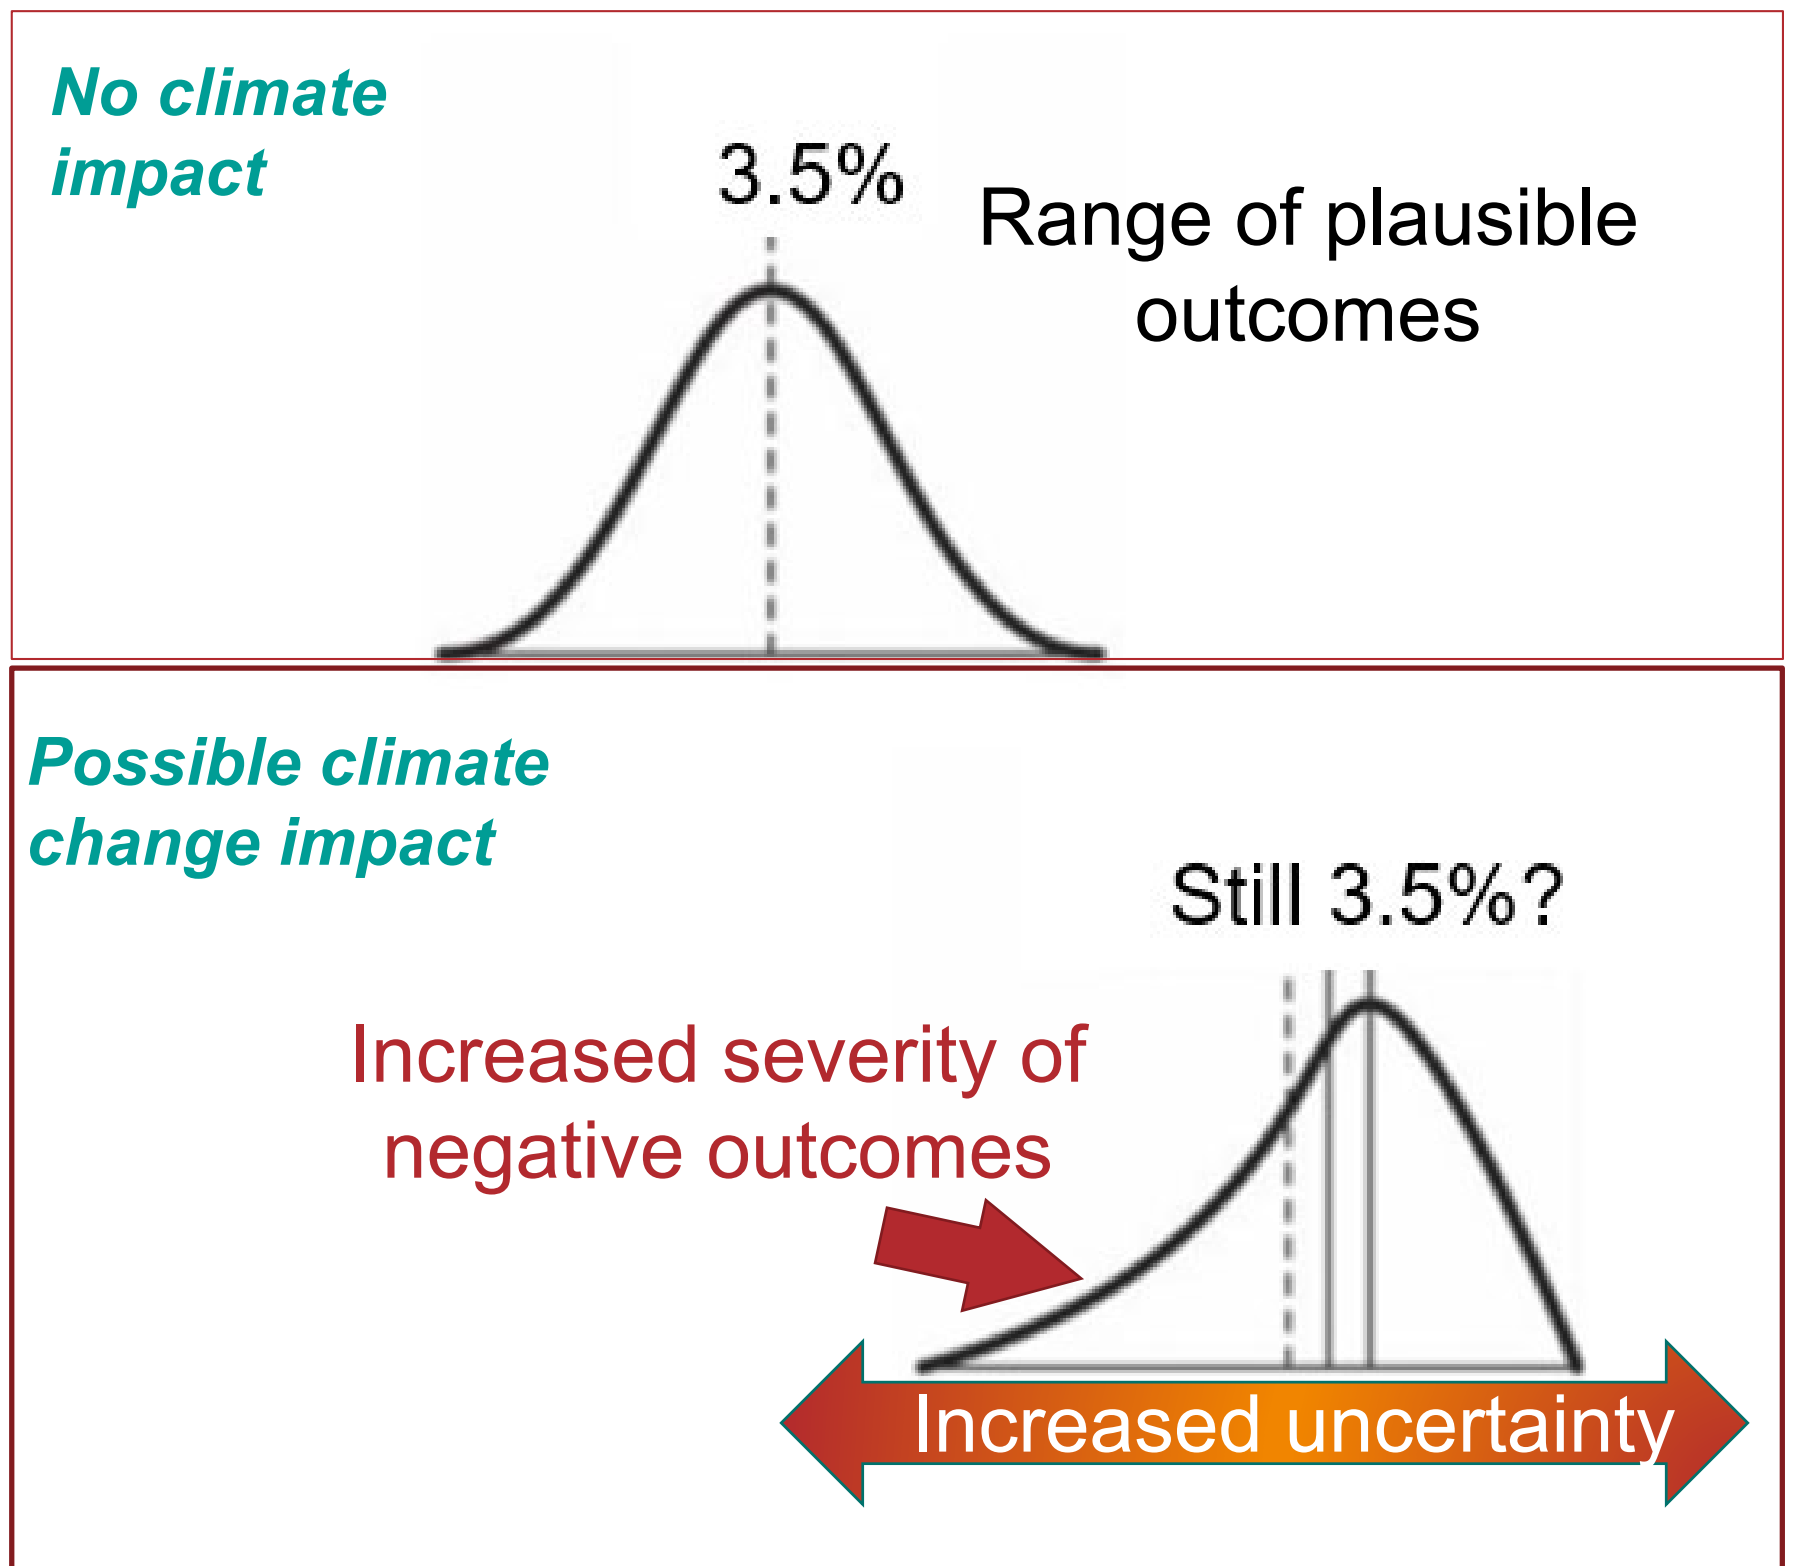 No climate
impact
3.5%
Range of plausible
outcomes
Possible climate
change impact
Still 3.5%?
Increased severity of
negative outcomes
Increased uncertainty